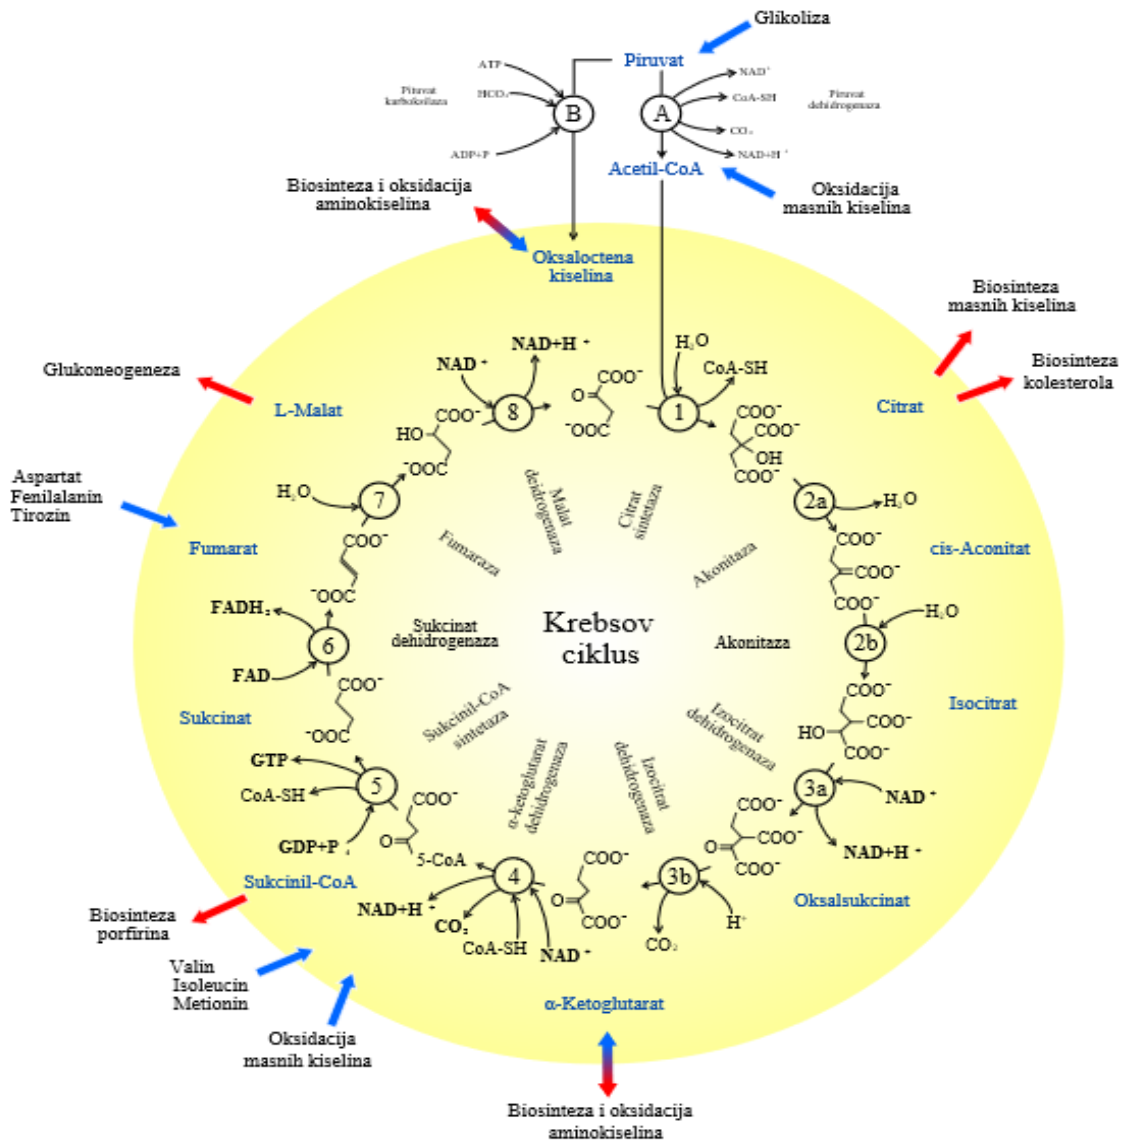 Glikoliza
Piruvat
ATP
HCO₃
ADP+P
Piruvat
karboksilaza
B
A
NAD⁺
CoA-SH
CO₂
NAD+H ⁺
Piruvat
dehidrogenaza
Acetil-CoA
Oksidacija
masnih kiselina
Biosinteza i oksidacija
aminokiselina
Oksaloctena
kiselina
Biosinteza
masnih kiselina
Biosinteza
kolesterola
Citrat
Glukoneogeneza
L-Malat
NAD ⁺
NAD+H ⁺
8
COO⁻
O
⁻OOC
H₂O
CoA-SH
1
COO⁻
COO⁻
OH
COO⁻
2a
H₂O
cis-Aconitat
COO⁻
COO⁻
COO⁻
H₂O
2b
Isocitrat
COO⁻
HO
COO⁻
COO⁻
3a
NAD ⁺
NAD+H ⁺
Oksalsukcinat
COO⁻
COO⁻
O
COO⁻
3b
H⁺
CO₂
α-Ketoglutarat
COO⁻
O
COO⁻
4
NAD+H ⁺
CO₂
CoA-SH
NAD ⁺
Biosinteza i oksidacija
aminokiselina
Sukcinil-CoA
COO⁻
O
5-CoA
5
GTP
CoA-SH
GDP+P i
Biosinteza
porfirina
Valin
Isoleucin
Metionin
Oksidacija
masnih kiselina
Sukcinat
COO⁻
⁻OOC
6
FADH₂
FAD
Fumarat
COO⁻
⁻OOC
Aspartat
Fenilalanin
Tirozin
H₂O
7
COO⁻
HO
⁻OOC
Krebsov
ciklus
Citrat
sintetaza
Akonitaza
Akonitaza
Izocitrat
dehidrogenaza
Izocitrat
dehidrogenaza
α-ketoglutarat
dehidrogenaza
Sukcinil-CoA
sintetaza
Sukcinat
dehidrogenaza
Fumaraza
Malat
deidrogenaza